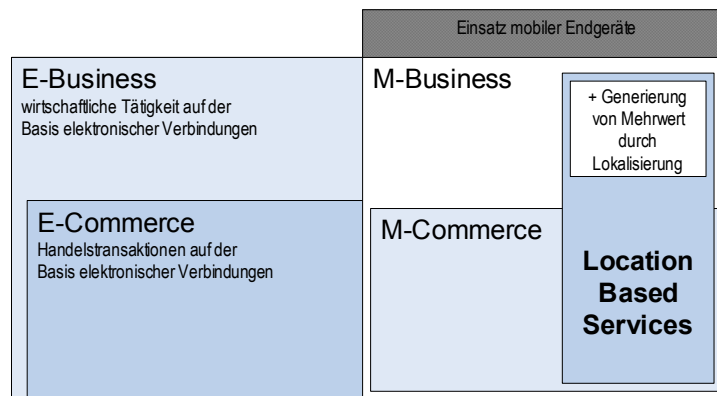 Einsatz mobiler Endgeräte
E-Business
wirtschaftliche Tätigkeit auf der
Basis elektronischer Verbindungen
E-Commerce
Handelstransaktionen auf der
Basis elektronischer Verbindungen
M-Business
+ Generierung
von Mehrwert
durch
Lokalisierung
M-Commerce
Location
Based
Services